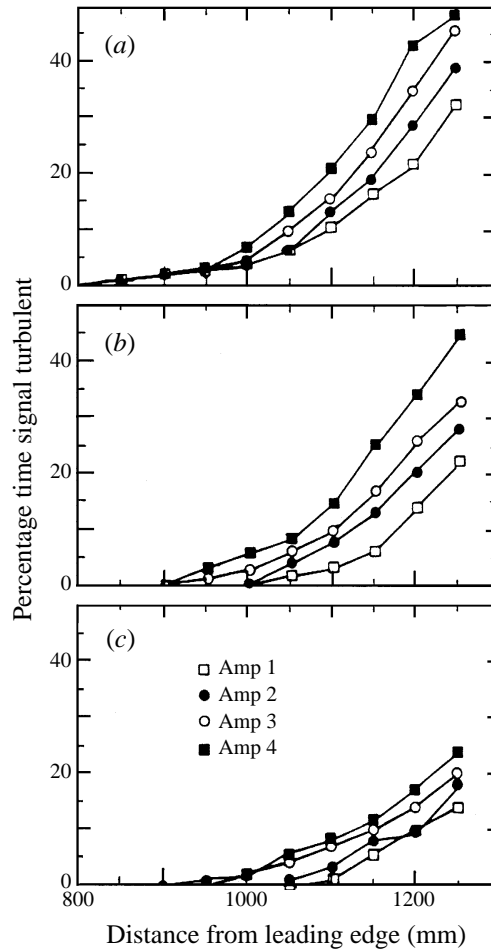 (a)
40
20
0
(b)
40
20
0
(c)
40
20
0
Amp 1
Amp 2
Amp 3
Amp 4
800
1000
1200
Percentage time signal turbulent
Distance from leading edge (mm)